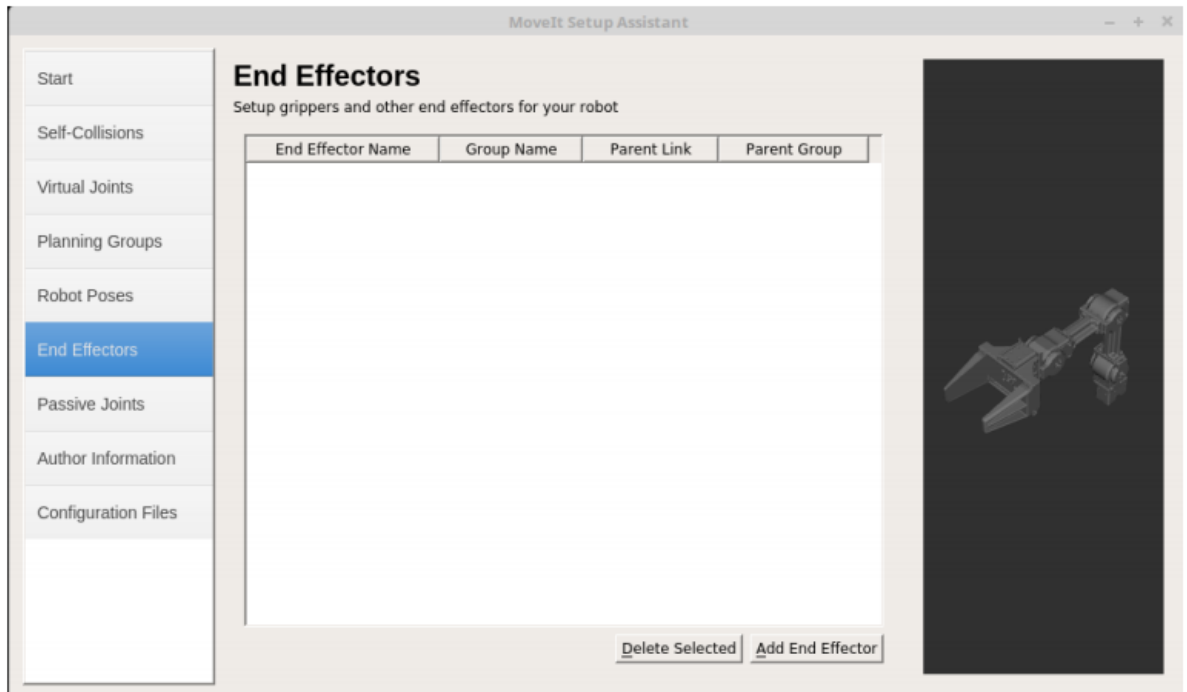 MoveIt Setup Assistant
Start
Self-Collisions
Virtual Joints
Planning Groups
Robot Poses
End Effectors
Passive Joints
Author Information
Configuration Files
End Effectors
Setup grippers and other end effectors for your robot
End Effector Name Group Name Parent Link Parent Group
Delete Selected Add End Effector